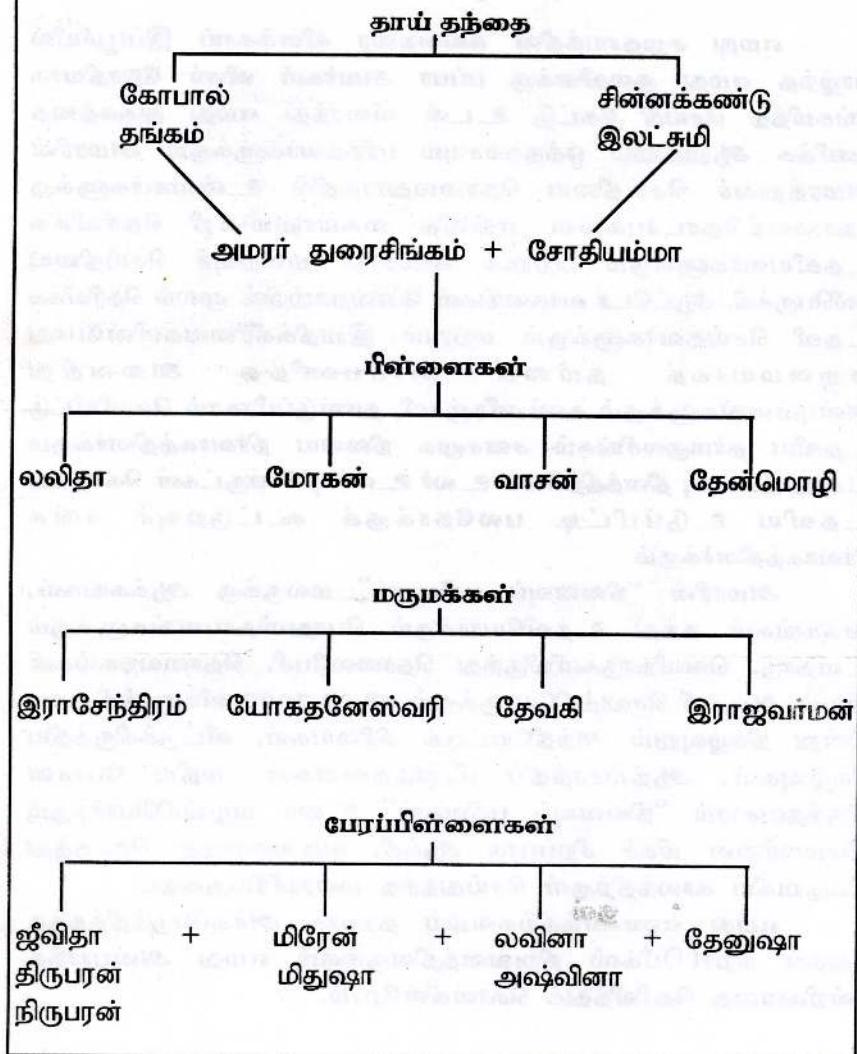 தாய் தந்தை
கோபால் சின்னக்கண்டு
தங்கம் இலட்சுமி
அமரர் துரைசிங்கம் + சோதியம்மா
பிள்ளைகள்
லலிதா மோகன் வாசன் தேன்மொழி
மருமக்கள்
இராசேந்திரம் யோகதனேஸ்வரி தேவகி இராஜவாமன்
பேரப்பிள்ளைகள்
ஜீவிதா + மிரேன் + லவினா + தேனுஷா
திருபரன் மிதுஷா அஷ்வினா
நிருபரன்